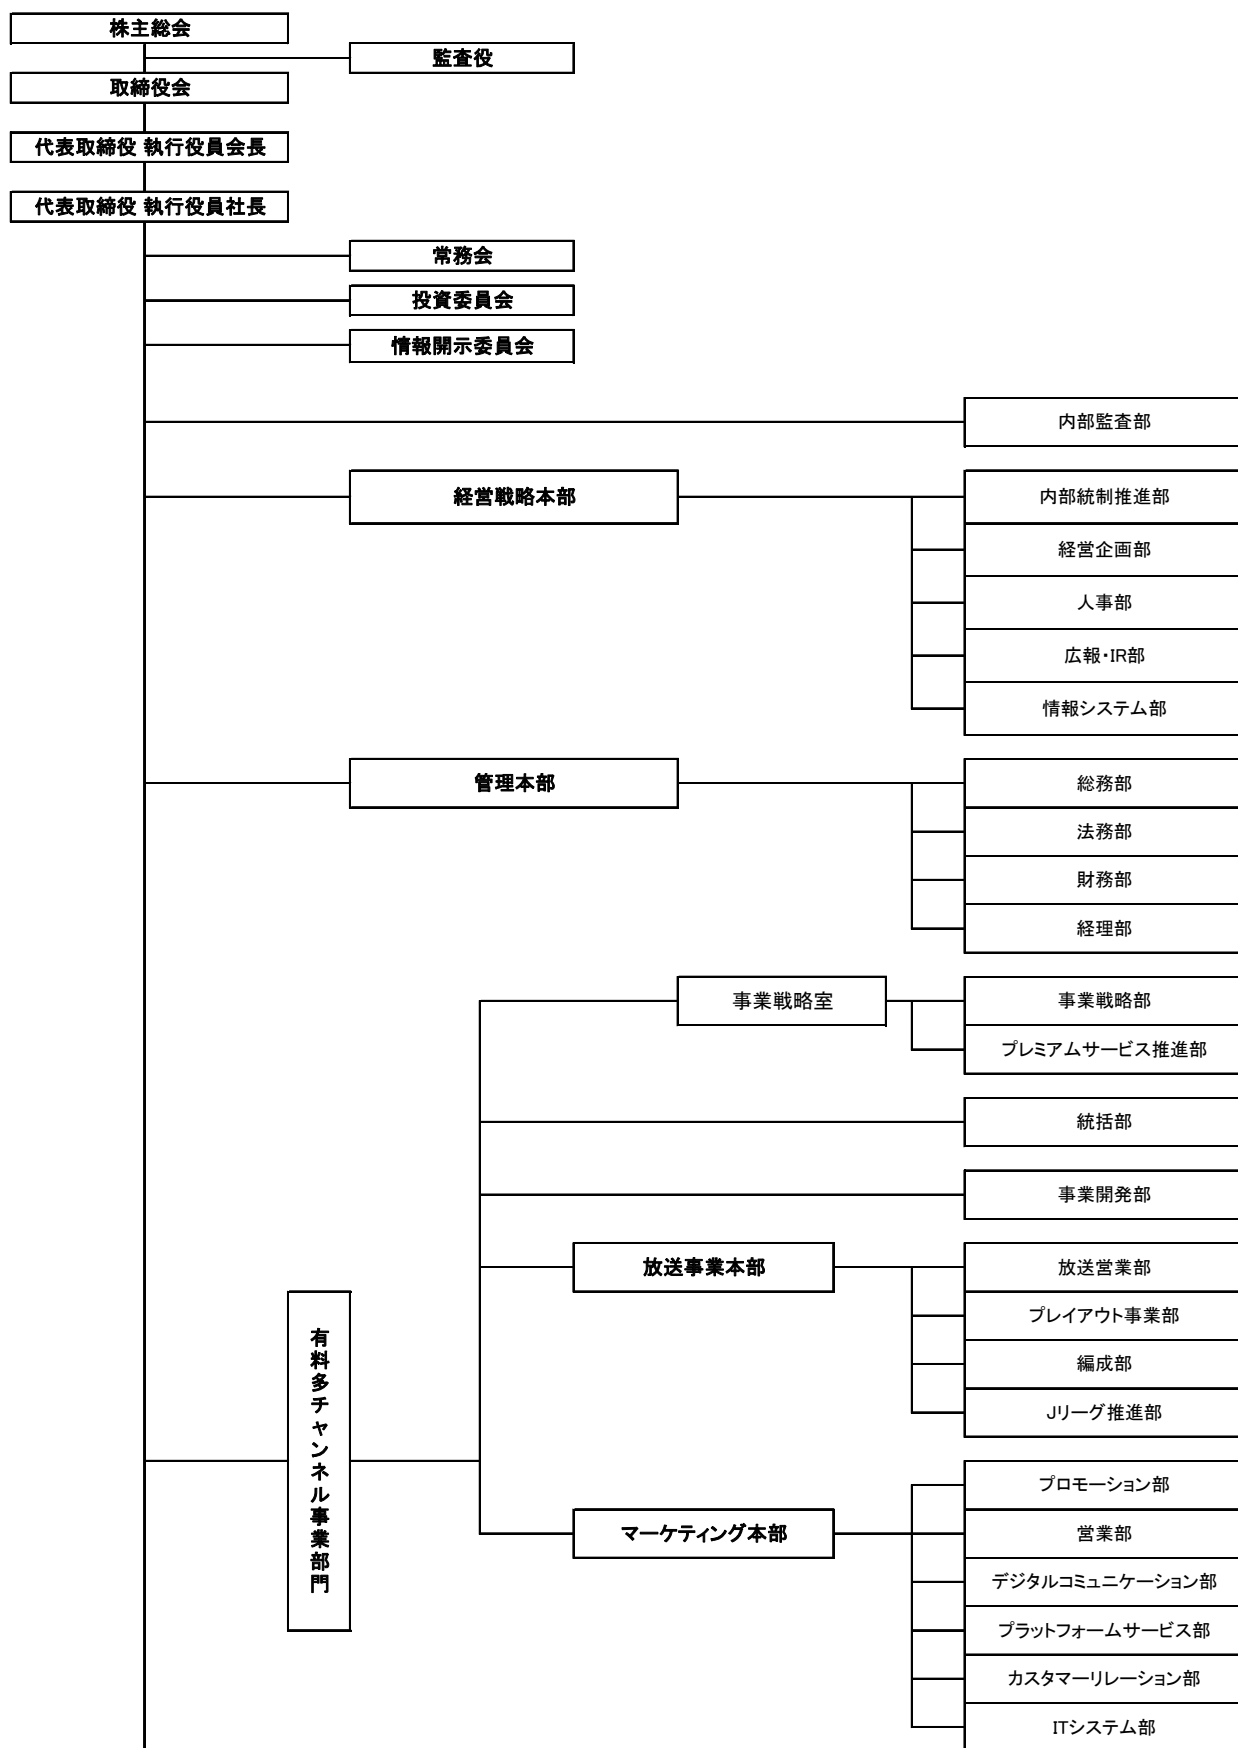 株主総会
監査役
取締役会
代表取締役 執行役員会長
代表取締役 執行役員社長
常務会
投資委員会
情報開示委員会
内部監査部
経営戦略本部
内部統制推進部
経営企画部
人事部
広報・IR部
情報システム部
管理本部
総務部
法務部
財務部
経理部
事業戦略室
事業戦略部
プレミアムサービス推進部
統括部
事業開発部
放送事業本部
放送営業部
プレイアウト事業部
編成部
Jリーグ推進部
有料多チャンネル事業部門
プロモーション部
マーケティング本部
営業部
デジタルコミュニケーション部
プラットフォームサービス部
カスタマーリレーション部
ITシステム部